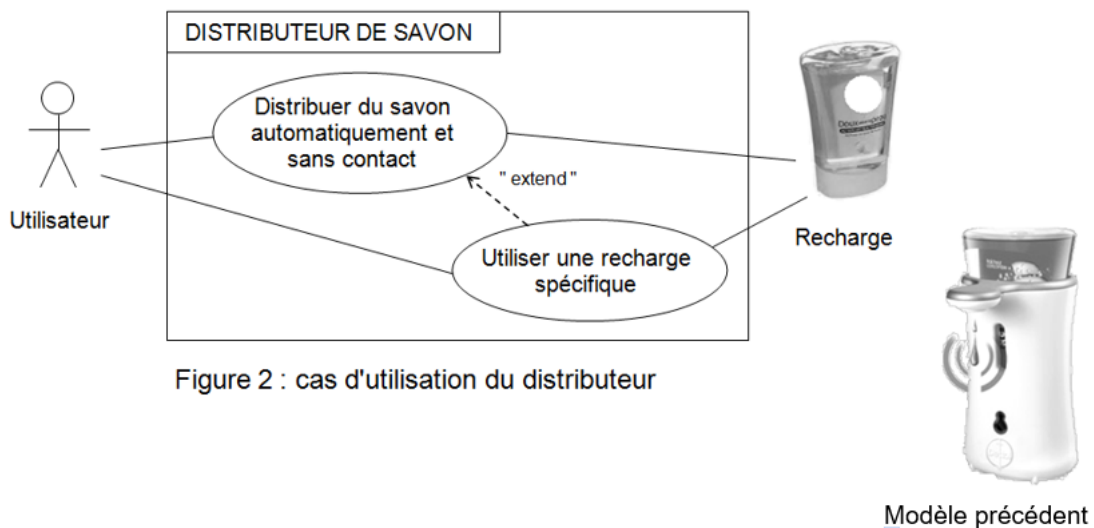 DISTRIBUTEUR DE SAVON
Distribuer du savon
automatiquement et
sans contact
" extend "
Utilisateur
Utiliser une recharge
spécifique
Recharge
Figure 2 : cas d'utilisation du distributeur
Modèle précédent